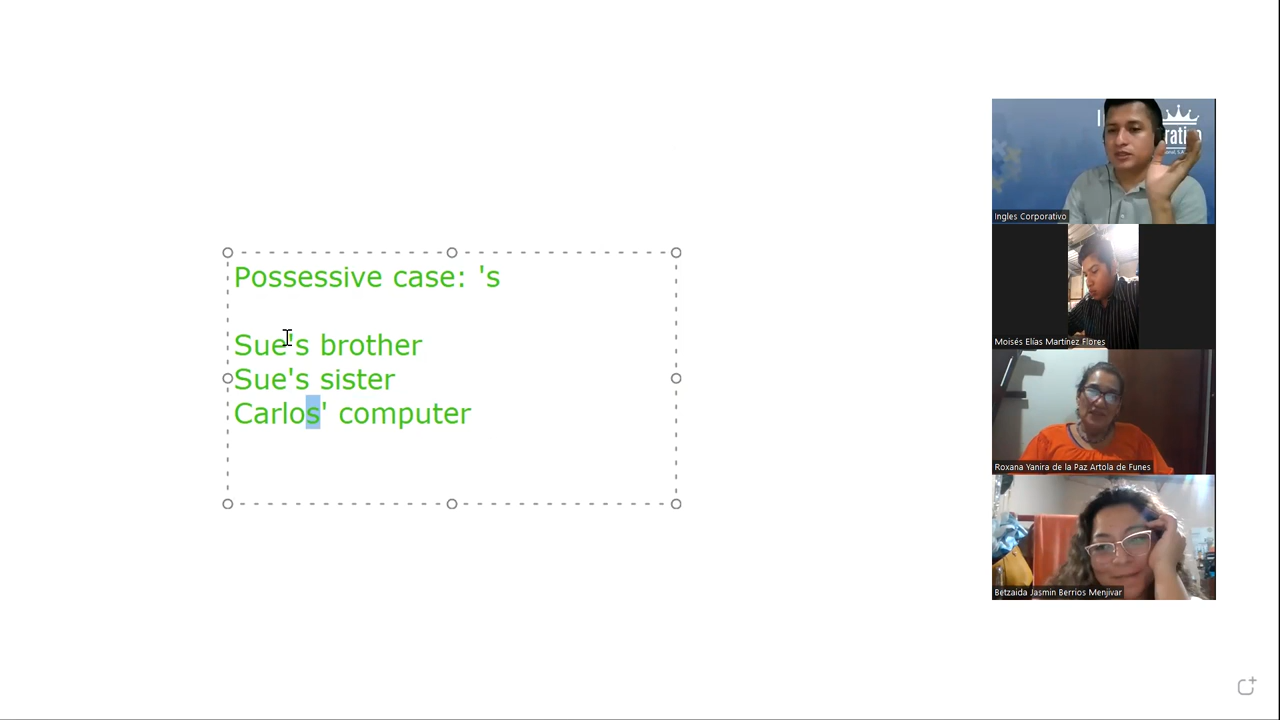 Possessive case: 's
Sue's brother
Sue's sister
Carlos' computer
Ingles Corporativo
Moisés Elías Martínez Flores
Roxana Yanira de la Paz Artola de Funes
Betzaida Jasmin Berrios Menjivar